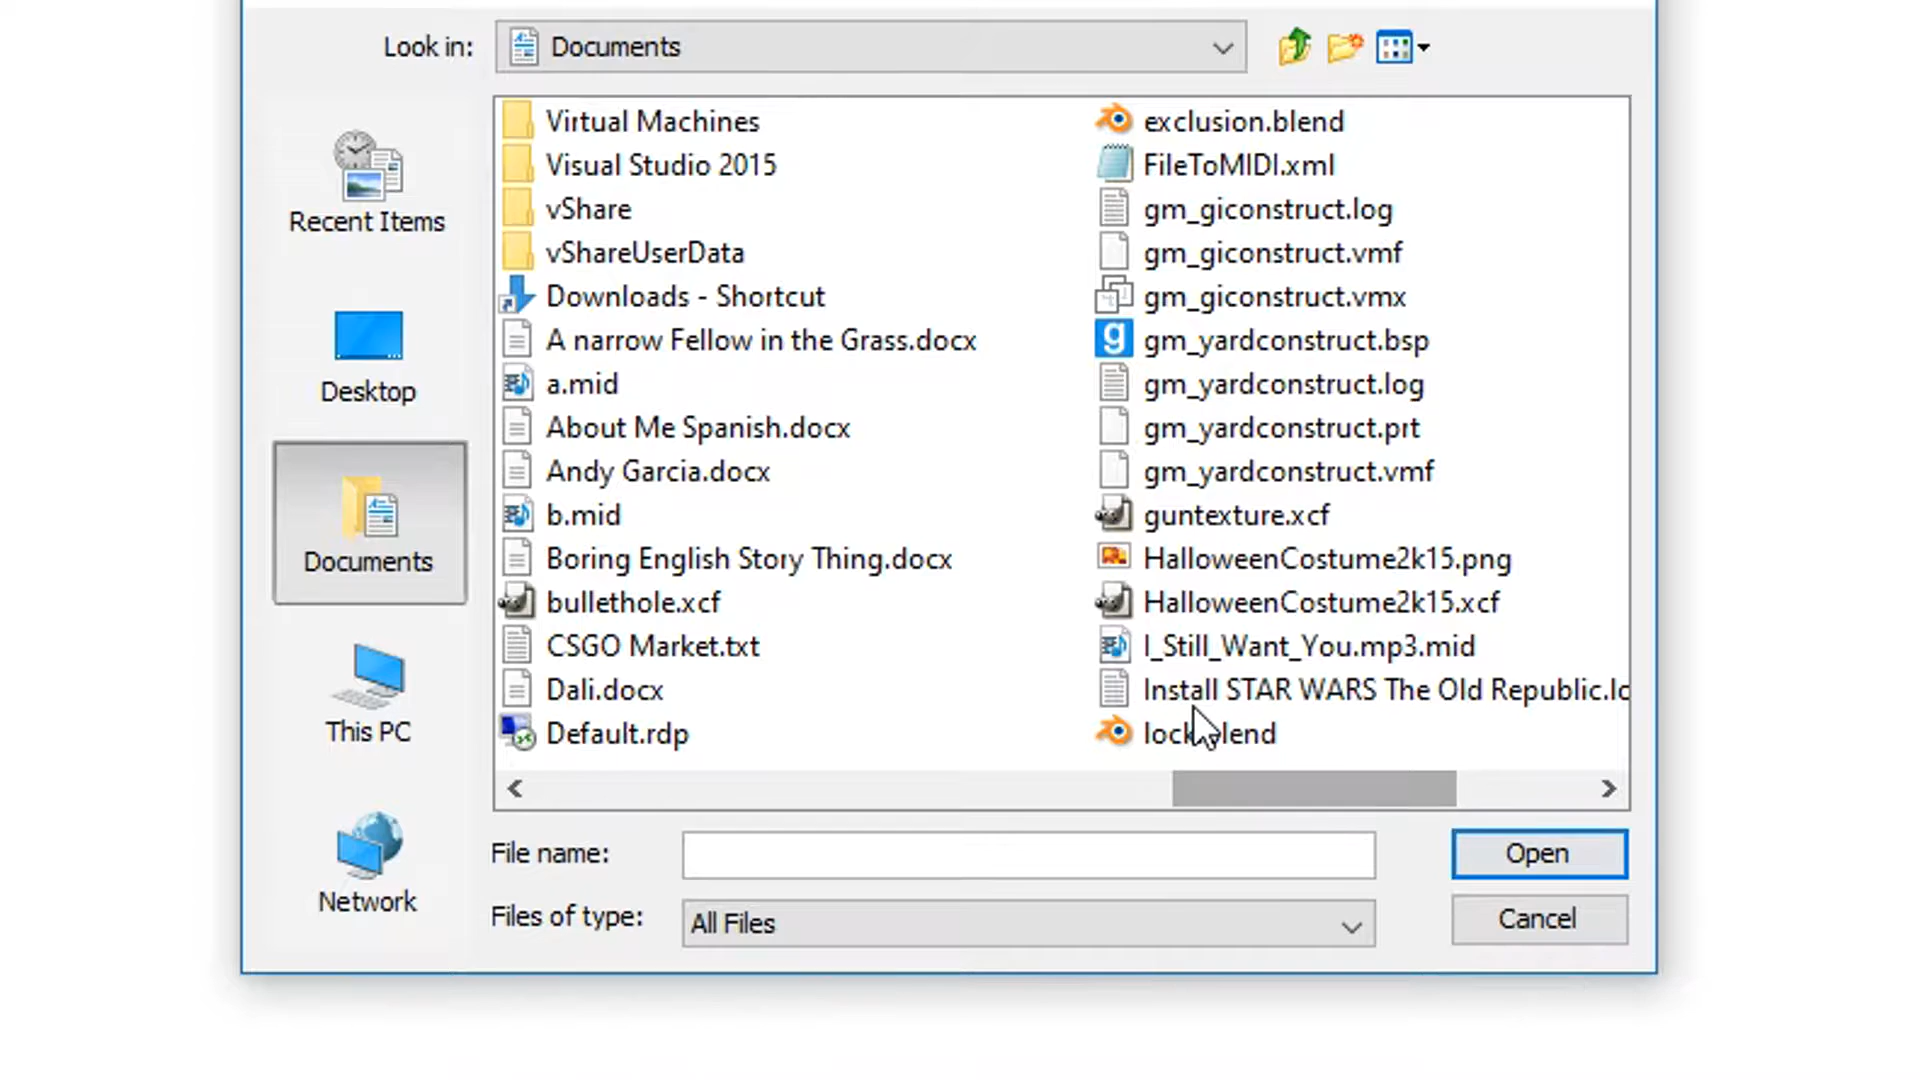 Look in:
Documents
Recent Items
Desktop
Documents
This PC
Network
Virtual Machines
Visual Studio 2015
vShare
vShareUserData
Downloads - Shortcut
A narrow Fellow in the Grass.docx
a.mid
About Me Spanish.docx
Andy Garcia.docx
b.mid
Boring English Story Thing.docx
bullethole.xcf
CSGO Market.txt
Dali.docx
Default.rdp
exclusion.blend
FileToMIDI.xml
gm_giconstruct.log
gm_giconstruct.vmf
gm_giconstruct.vmx
gm_yardconstruct.bsp
gm_yardconstruct.log
gm_yardconstruct.prt
gm_yardconstruct.vmf
guntexture.xcf
HalloweenCostume2k15.png
HalloweenCostume2k15.xcf
I_Still_Want_You.mp3.mid
Install STAR WARS The Old Republic.lo
File name:
Open
Files of type:
All Files
Cancel